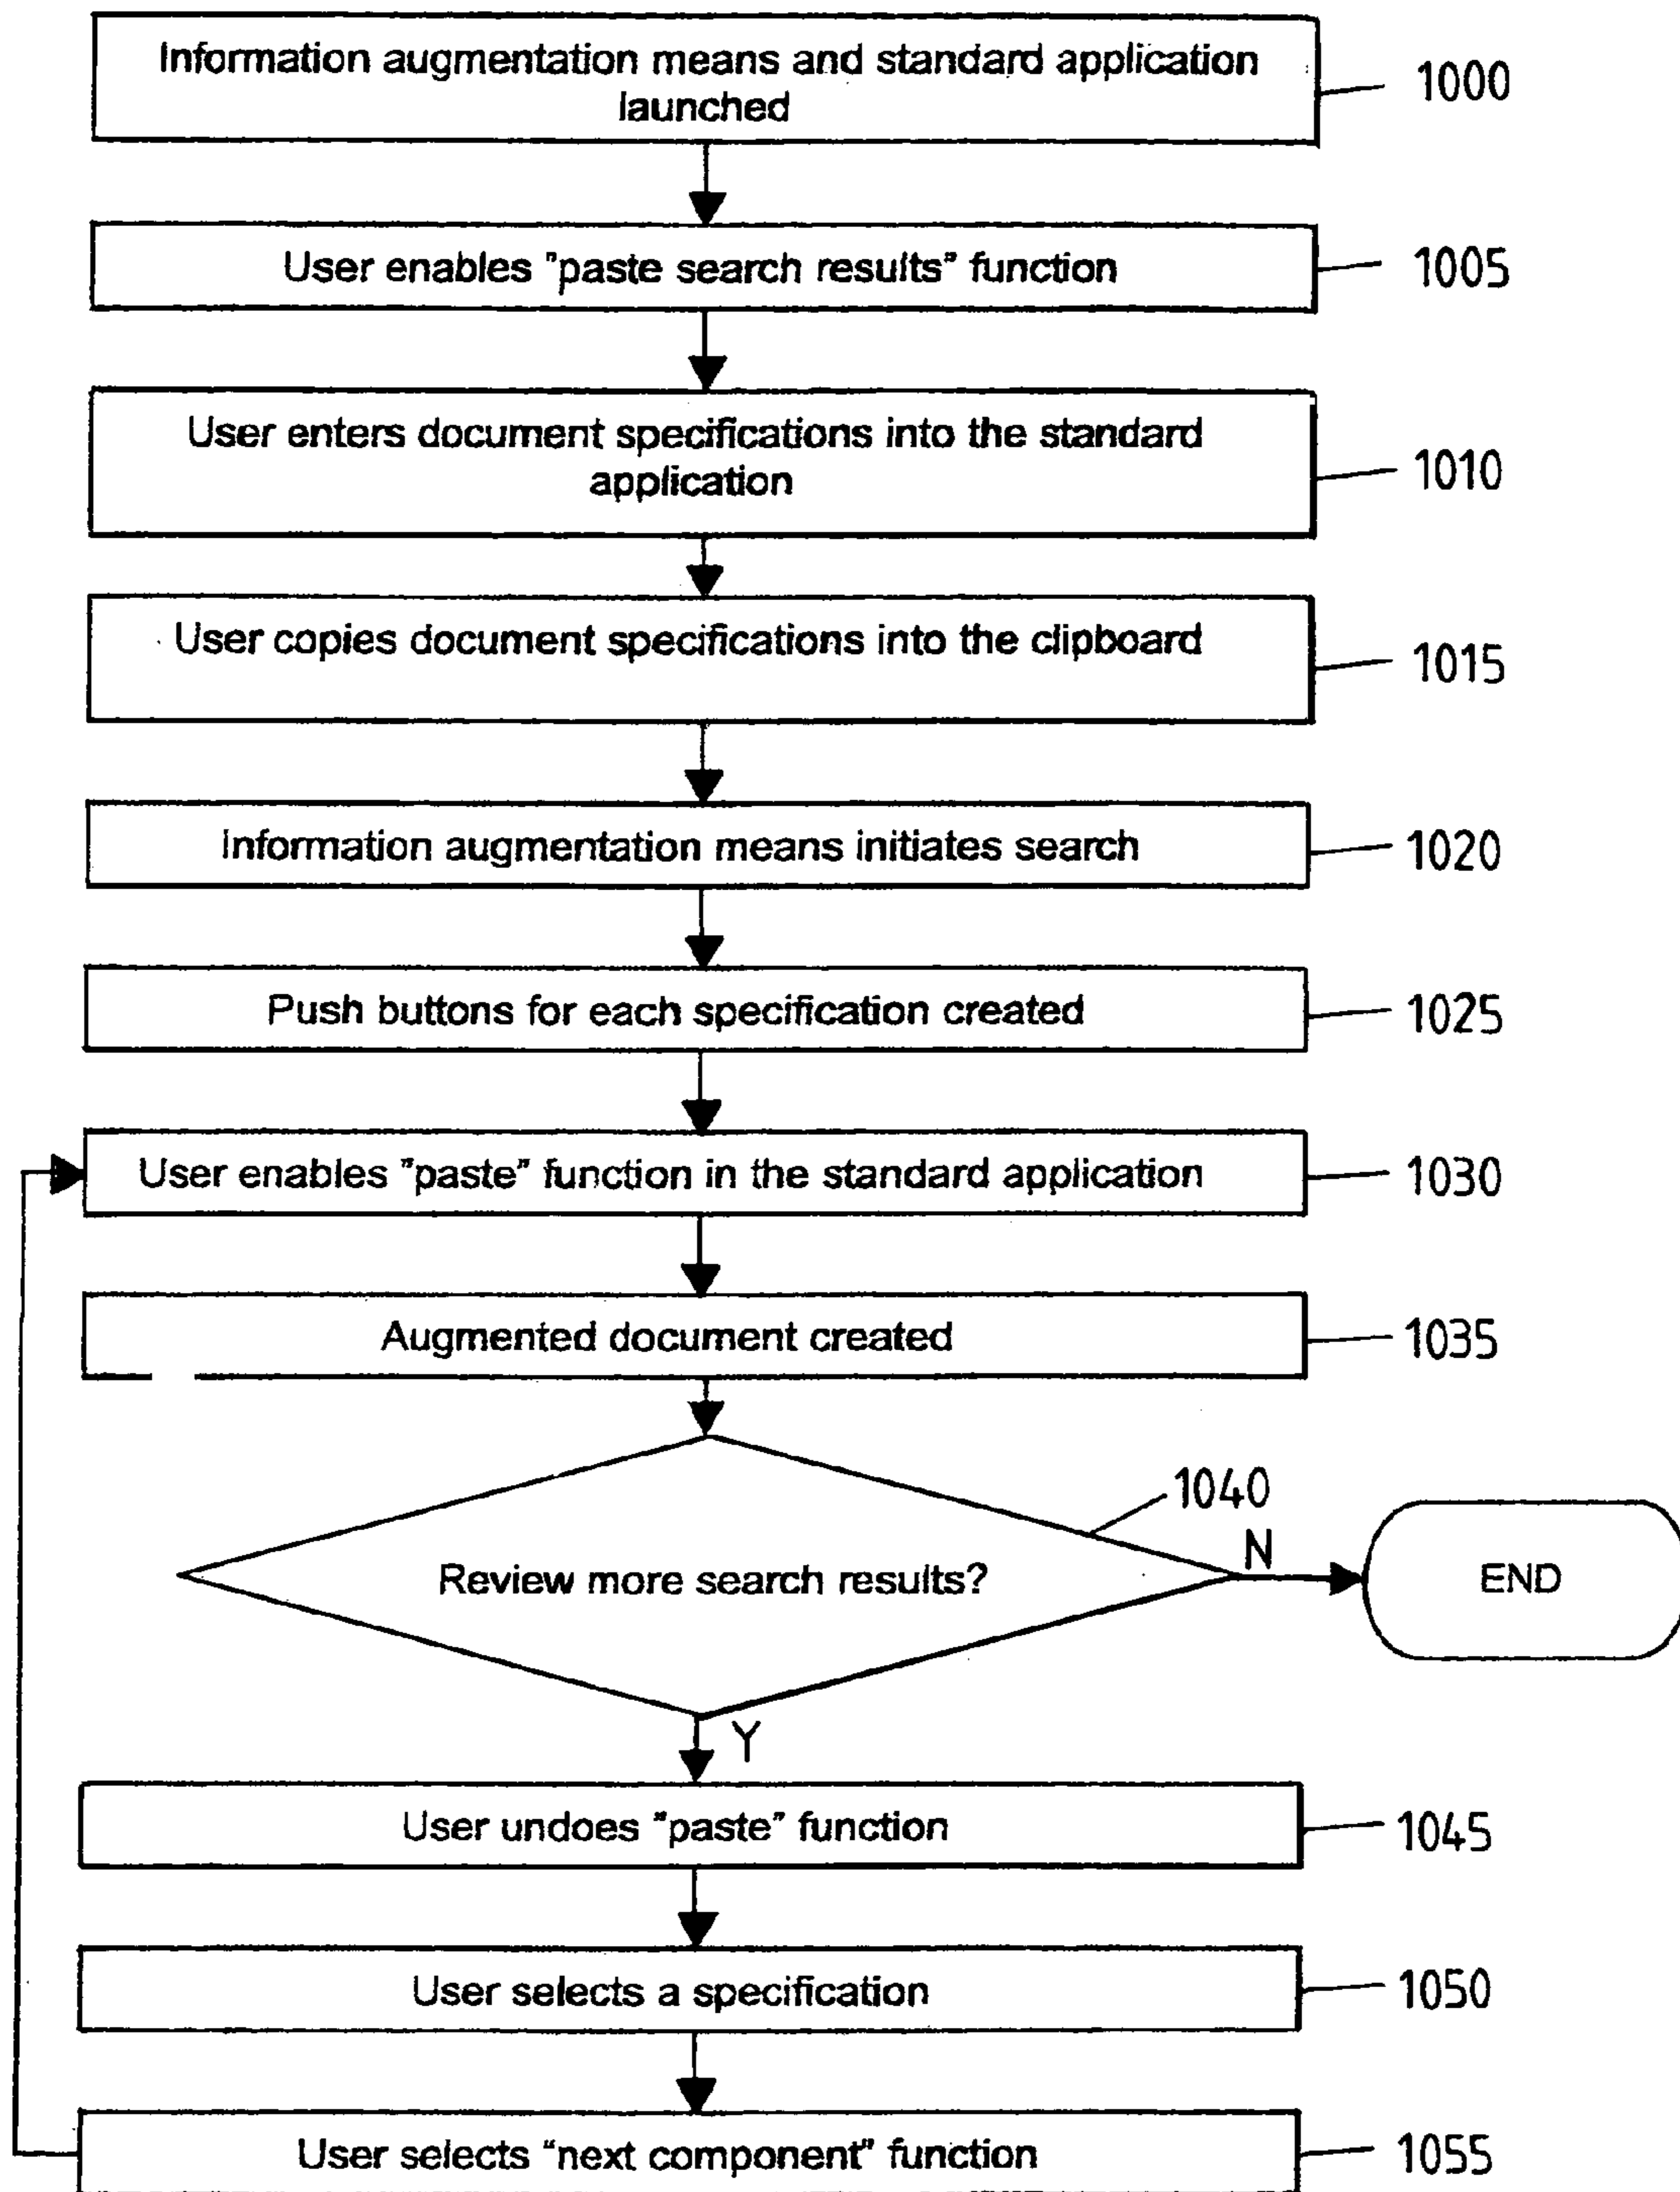 Information augmentation means and standard application
launched
1000
User enables "paste search results" function
1005
User enters document specifications into the standard
application
1010
User copies document specifications into the clipboard
1015
Information augmentation means initiates search
1020
Push buttons for each specification created
1025
User enables "paste" function in the standard application
1030
Augmented document created
1035
1040
Review more search results?
N
END
Y
User undoes "paste" function
1045
User selects a specification
1050
User selects "next component" function
1055